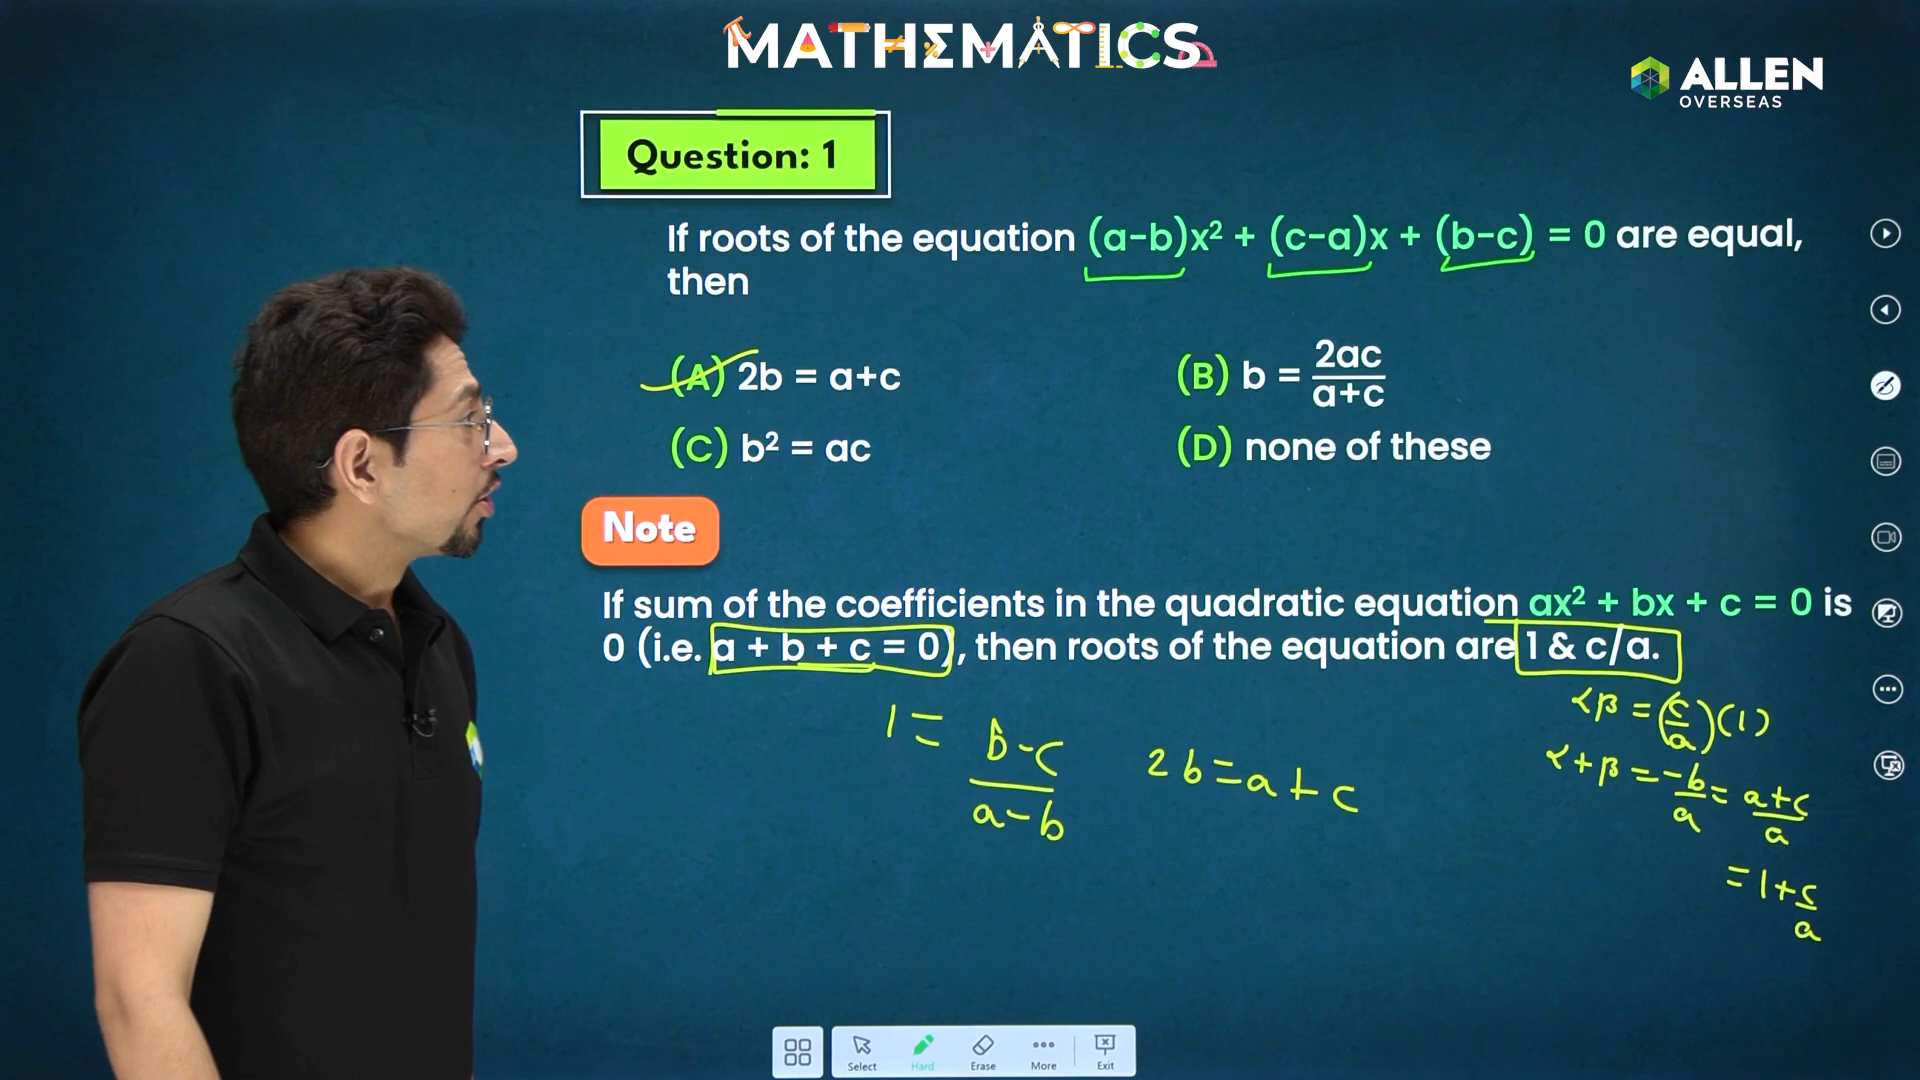 MATHEMATICS
ALLEN
OVERSEAS
Question: 1
If roots of the equation (a-b)x² + (c-a)x + (b-c) = 0 are equal,
then
(A) 2b = a+c
(B) b = 2ac/a+c
(C) b² = ac
(D) none of these
Note
If sum of the coefficients in the quadratic equation ax² + bx + c = 0 is
0 (i.e. a + b + c = 0), then roots of the equation are 1 & c/a.
1 = b-c/a-b
2b = a+c
αβ = (c/a)(1)
α+β = -b/a = a+c/a
= 1+c/a
Select
Hard
Erase
More
Exit